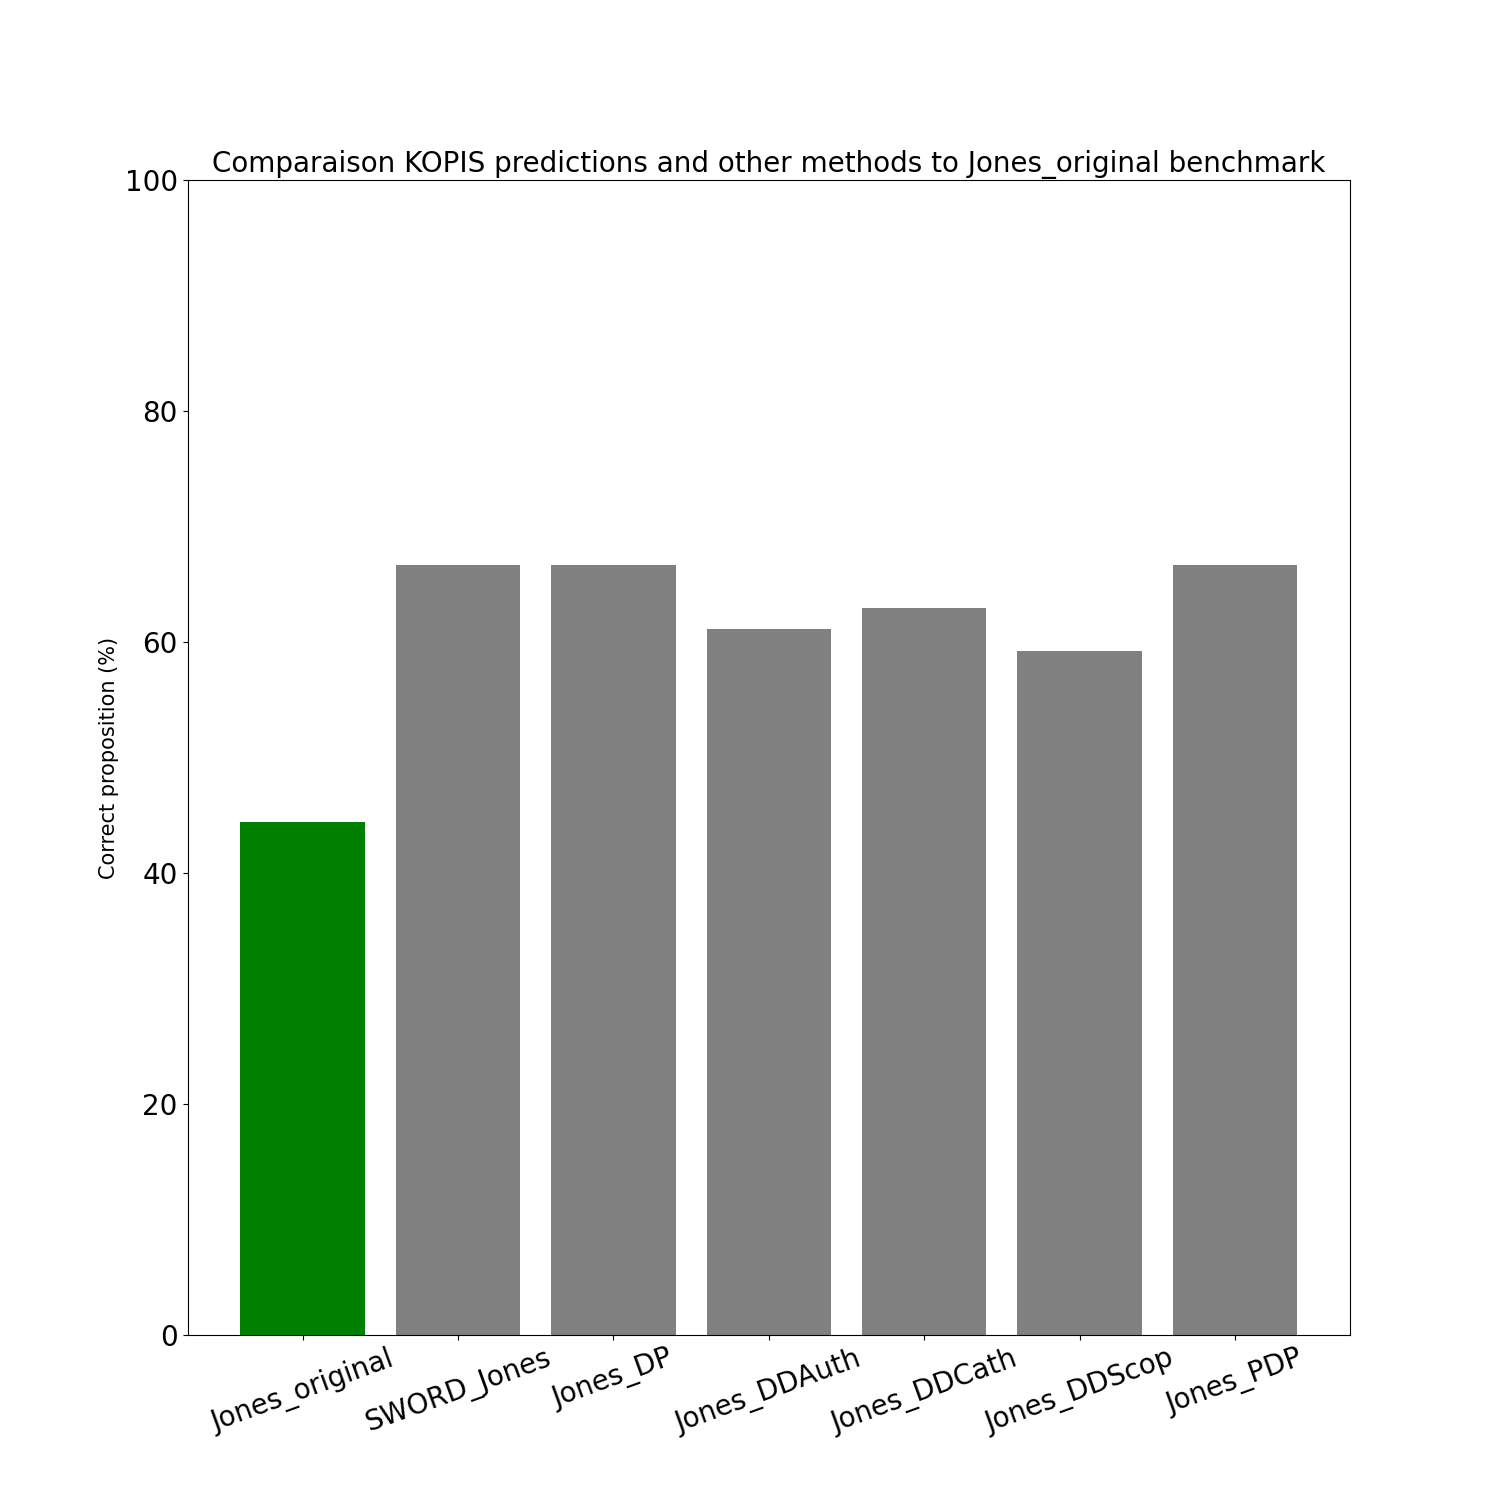 Comparaison KOPIS predictions and other methods to Jones_original benchmark
100
80
60
40
20
0
Correct proposition (%)
Jones_original
SWORD_Jones
Jones_DP
Jones_DDAuth
Jones_DDCath
Jones_DDScop
Jones_PDP